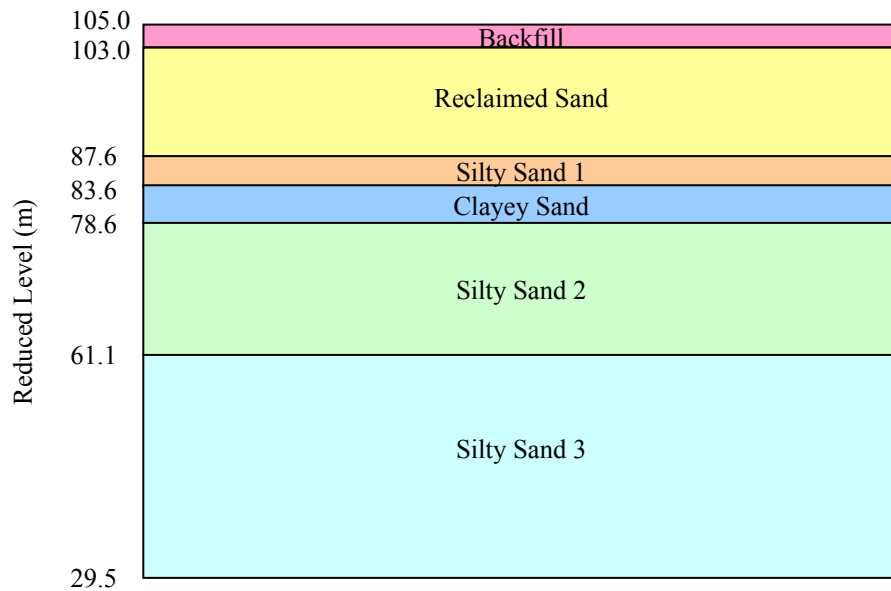 105.0
Backfill
103.0
Reclaimed Sand
87.6
Silty Sand 1
83.6
Clayey Sand
78.6
Silty Sand 2
61.1
Silty Sand 3
29.5
Reduced Level (m)